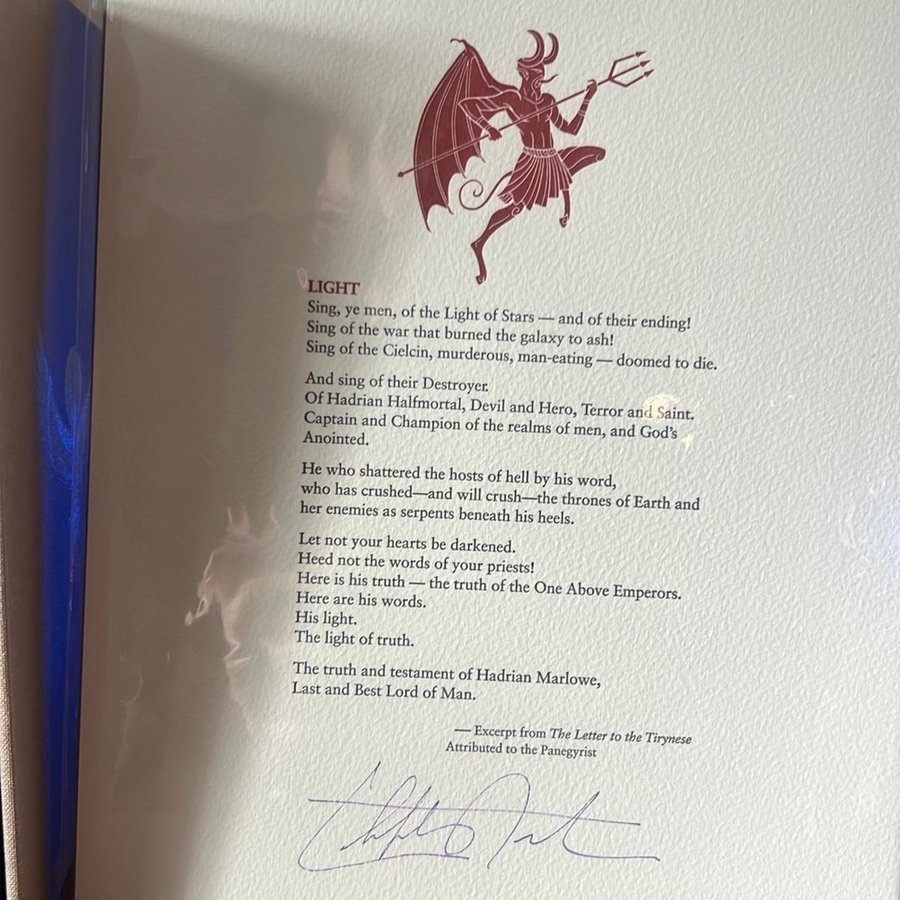 LIGHT
Sing, ye men, of the Light of Stars — and of their ending!
Sing of the war that burned the galaxy to ash!
Sing of the Cielcin, murderous, man-eating — doomed to die.
And sing of their Destroyer.
Of Hadrian Halfmortal, Devil and Hero, Terror and Saint.
Captain and Champion of the realms of men, and God's
Anointed.
He who shattered the hosts of hell by his word,
who has crushed—and will crush—the thrones of Earth and
her enemies as serpents beneath his heels.
Let not your hearts be darkened.
Heed not the words of your priests!
Here is his truth — the truth of the One Above Emperors.
Here are his words.
His light.
The light of truth.
The truth and testament of Hadrian Marlowe,
Last and Best Lord of Man.
— Excerpt from The Letter to the Tirynese
Attributed to the Panegyrist